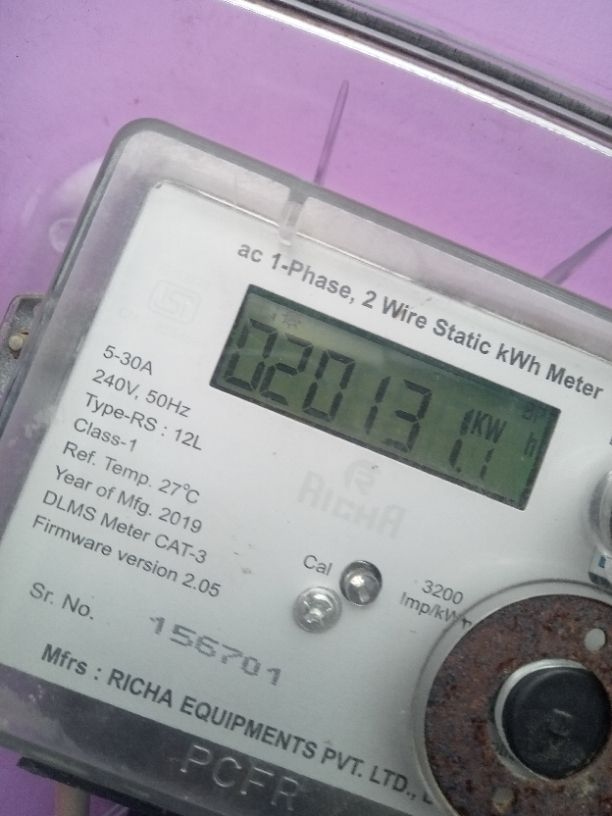 ac 1-Phase, 2 Wire Static kWh Meter
020131.1 KW h
5-30A
240V, 50Hz
Type-RS : 12L
Class-1
Ref. Temp. 27°C
Year of Mfg. 2019
DLMS Meter CAT-3
Firmware version 2.05
RICHA
Cal
3200
Imp/kWh
Sr. No. 156701
Mfrs : RICHA EQUIPMENTS PVT. LTD.,